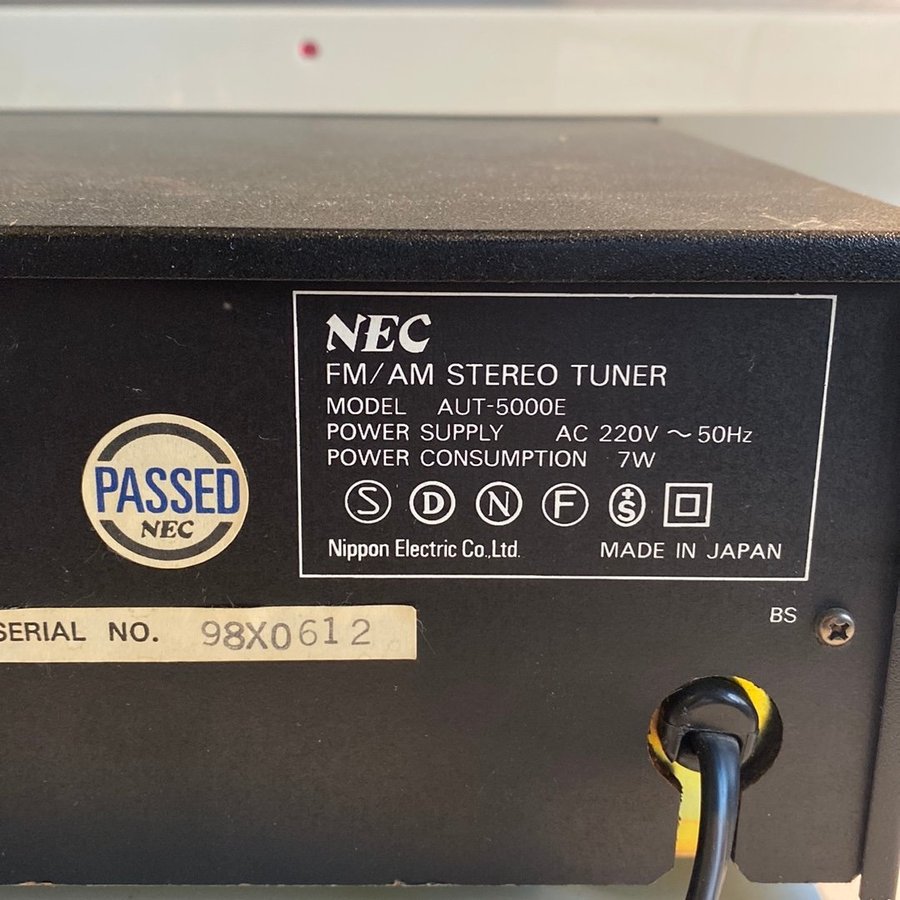 NEC
FM/AM STEREO TUNER
MODEL AUT-5000E
POWER SUPPLY AC 220V ~ 50Hz
POWER CONSUMPTION 7W
S D N F +S
Nippon Electric Co.,Ltd. MADE IN JAPAN
PASSED
NEC
SERIAL NO. 98X0612
BS